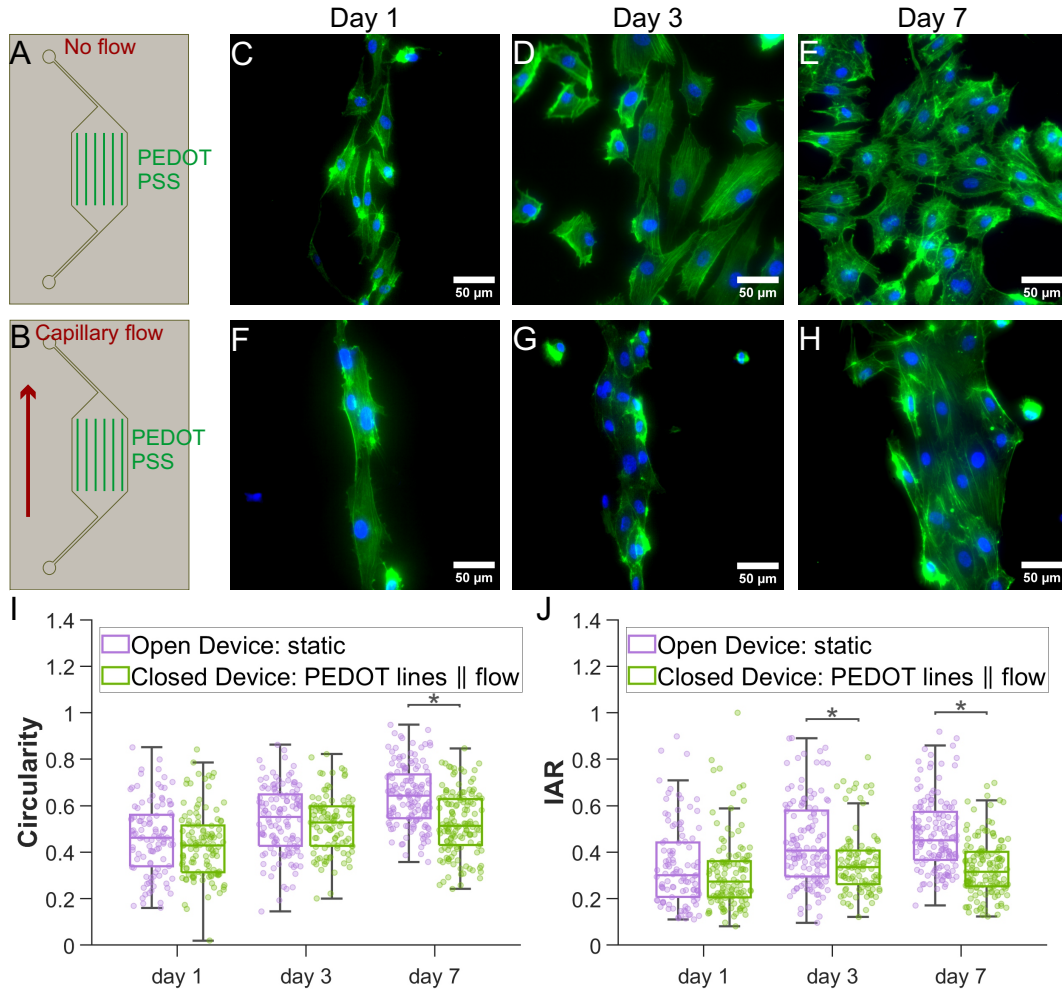 Day 1
Day 3
Day 7
A
No flow
PEDOT
PSS
C
50 µm
D
50 µm
E
50 µm
B
Capillary flow
PEDOT
PSS
F
50 µm
G
50 µm
H
50 µm
I
Circularity
1.4
1.2
1
0.8
0.6
0.4
0.2
0
Open Device: static
Closed Device: PEDOT lines || flow
*
day 1
day 3
day 7
J
IAR
1.4
1.2
1
0.8
0.6
0.4
0.2
0
Open Device: static
Closed Device: PEDOT lines || flow
*
*
day 1
day 3
day 7